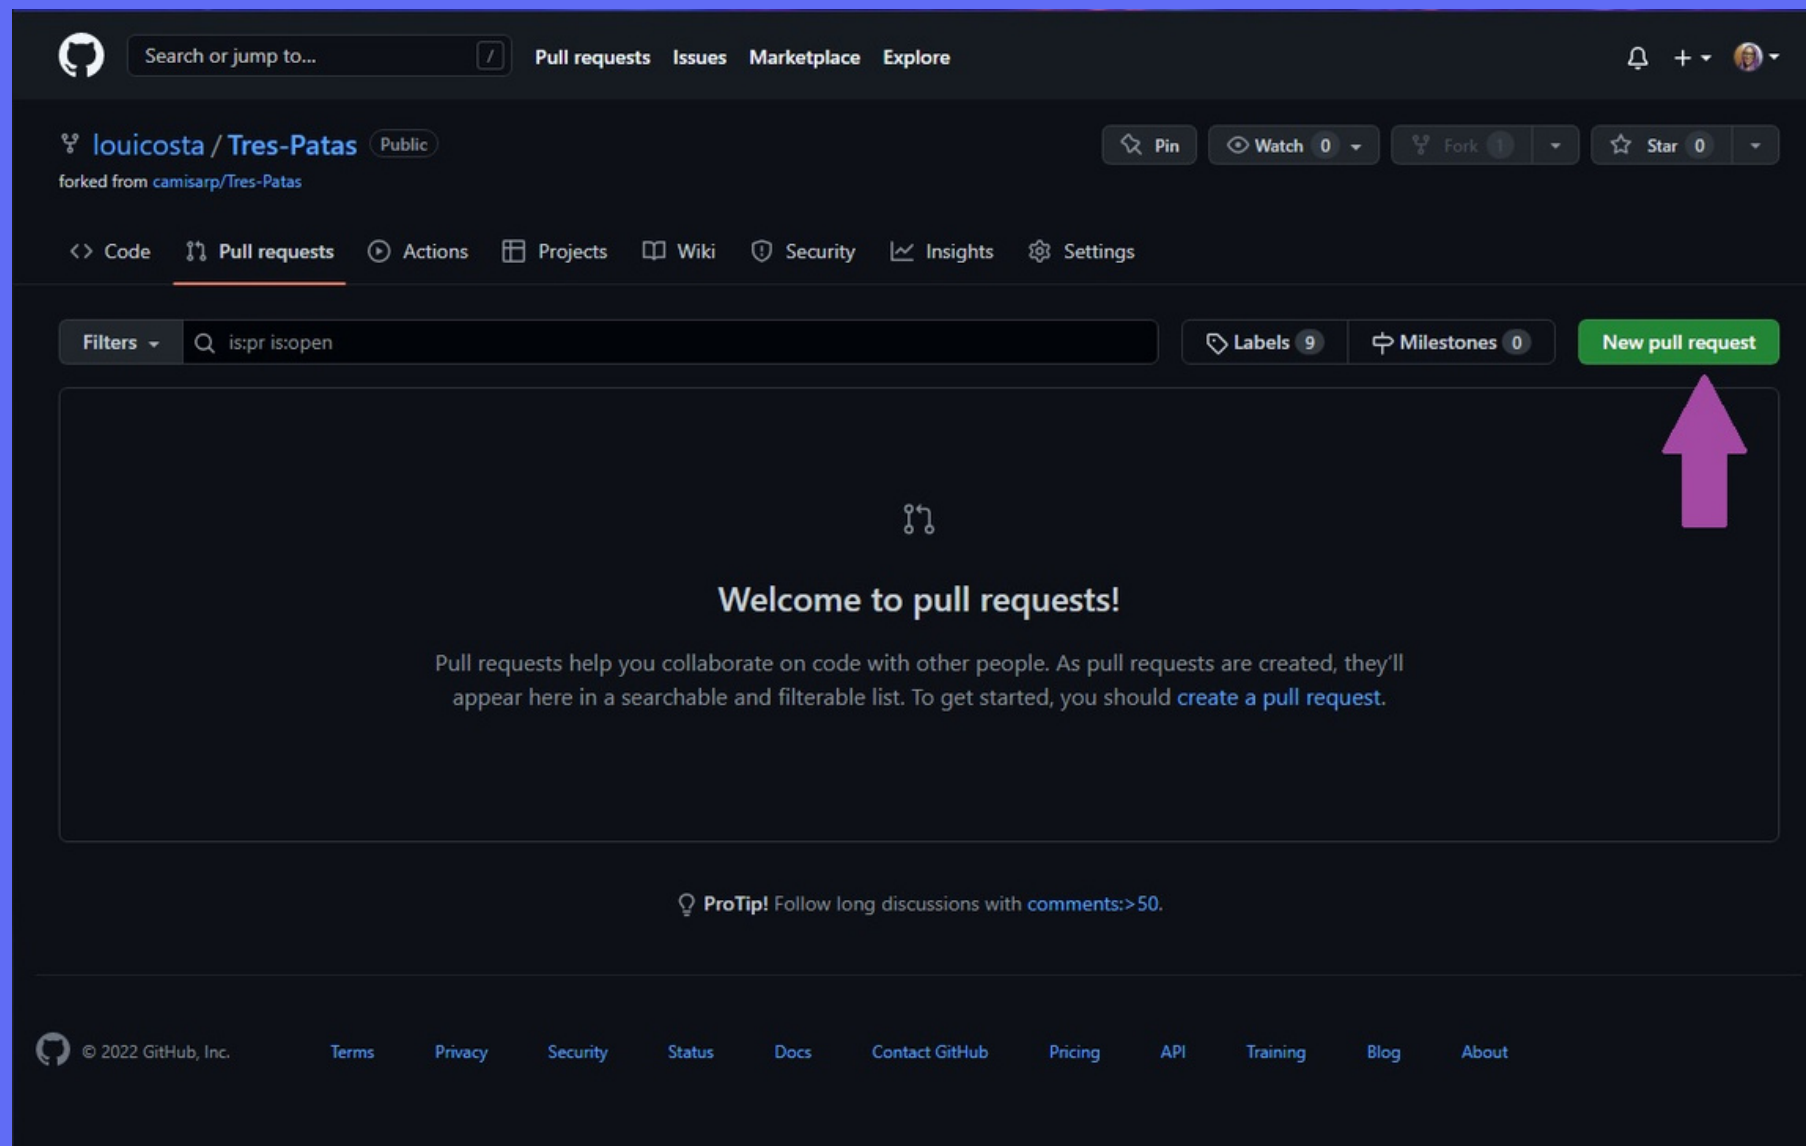 Search or jump to... / Pull requests Issues Marketplace Explore
louicosta / Tres-Patas Public Pin Watch 0 Fork 1 Star 0
forked from camisarp/Tres-Patas
Code Pull requests Actions Projects Wiki Security Insights Settings
Filters is:pr is:open Labels 9 Milestones 0 New pull request
Welcome to pull requests!
Pull requests help you collaborate on code with other people. As pull requests are created, they'll
appear here in a searchable and filterable list. To get started, you should create a pull request.
ProTip! Follow long discussions with comments:>50.
© 2022 GitHub, Inc. Terms Privacy Security Status Docs Contact GitHub Pricing API Training Blog About